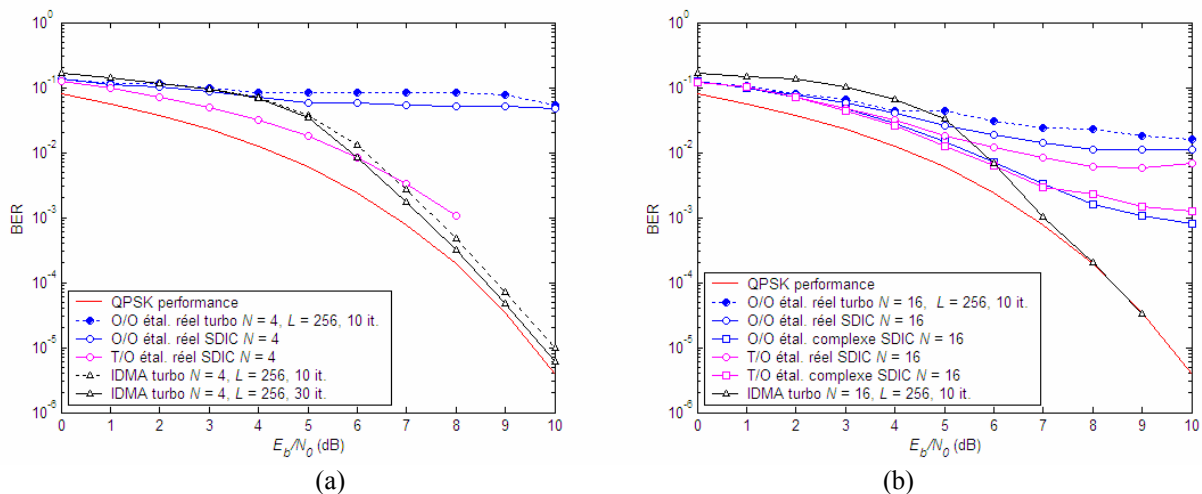 10^0
10^-1
10^-2
10^-3
10^-4
10^-5
10^-6
BER
QPSK performance
O/O étal. réel turbo N = 4, L = 256, 10 it.
O/O étal. réel SDIC N = 4
T/O étal. réel SDIC N = 4
IDMA turbo N = 4, L = 256, 10 it.
IDMA turbo N = 4, L = 256, 30 it.
0 1 2 3 4 5 6 7 8 9 10
E_b/N_0 (dB)
(a)
10^0
10^-1
10^-2
10^-3
10^-4
10^-5
10^-6
BER
QPSK performance
O/O étal. réel turbo N = 16, L = 256, 10 it.
O/O étal. réel SDIC N = 16
O/O étal. complexe SDIC N = 16
T/O étal. réel SDIC N = 16
T/O étal. complexe SDIC N = 16
IDMA turbo N = 16, L = 256, 10 it.
0 1 2 3 4 5 6 7 8 9 10
E_b/N_0 (dB)
(b)